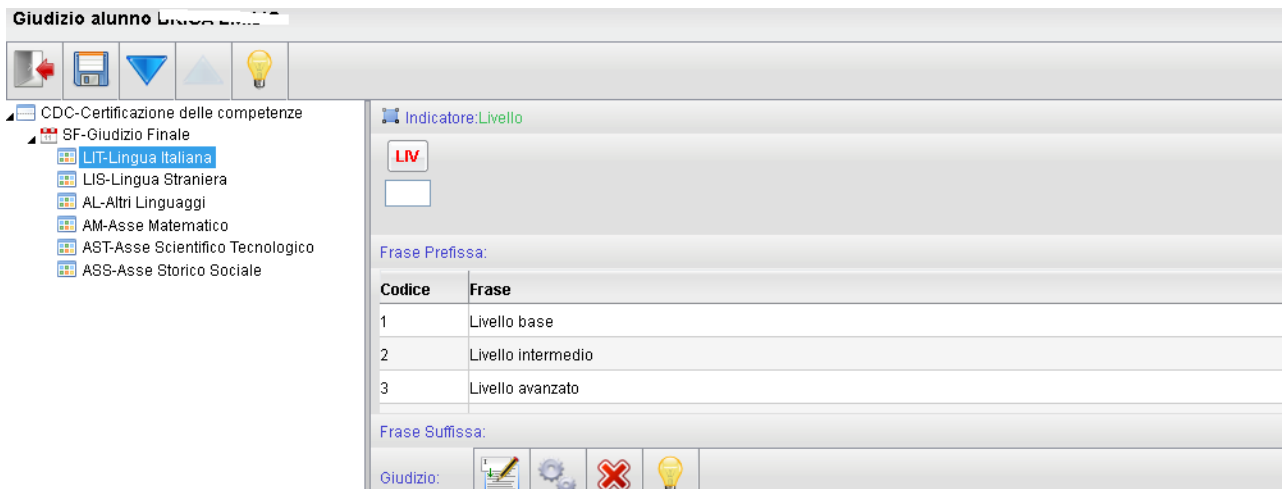 Giudizio alunno
CDC-Certificazione delle competenze
SF-Giudizio Finale
LIT-Lingua Italiana
LIS-Lingua Straniera
AL-Altri Linguaggi
AM-Asse Matematico
AST-Asse Scientifico Tecnologico
ASS-Asse Storico Sociale
Indicatore:Livello
LIV
Frase Prefissa:
Codice Frase
1 Livello base
2 Livello intermedio
3 Livello avanzato
Frase Suffissa:
Giudizio: